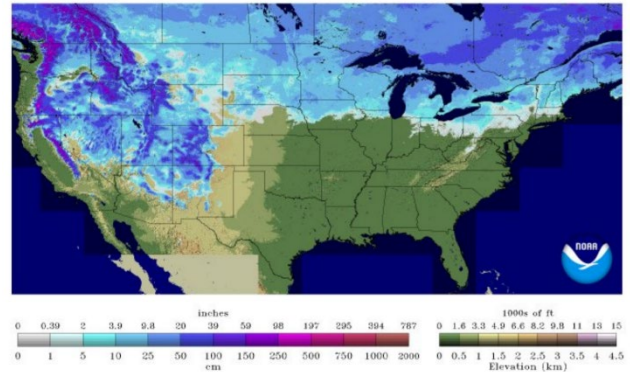 NOAA
inches
0 0.39 2 3.9 9.8 20 39 59 98 197 295 394 787
0 1 5 10 25 50 100 150 250 500 750 1000 2000
cm
1000s of ft
0 1.6 3.3 4.9 6.6 8.2 9.8 11 13 15
0 0.5 1 1.5 2 2.5 3 3.5 4 4.5
Elevation (km)